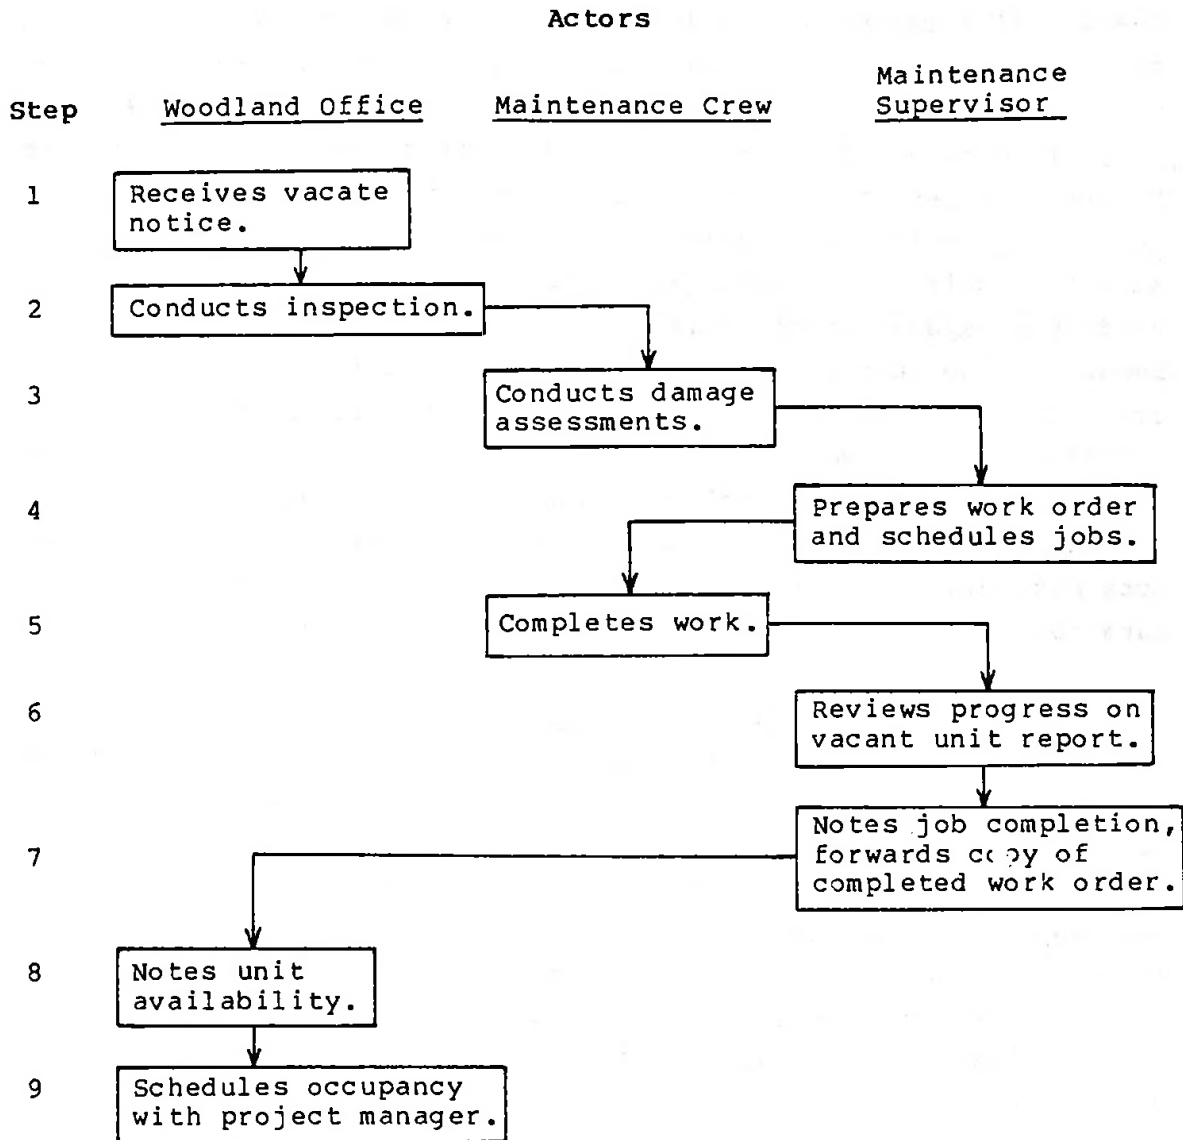 Actors
Maintenance
Step Woodland Office Maintenance Crew Supervisor
1 Receives vacate
notice.
2 Conducts inspection.
3 Conducts damage
assessments.
4 Prepares work order
and schedules jobs.
5 Completes work.
6 Reviews progress on
vacant unit report.
Notes job completion,
7 forwards copy of
completed work order.
8 Notes unit
availability.
9 Schedules occupancy
with project manager.